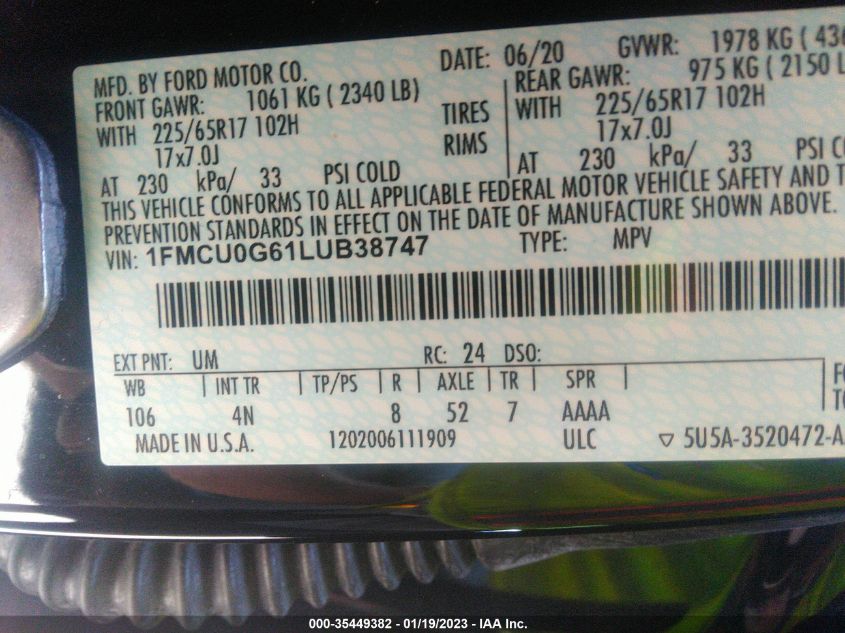 MFD. BY FORD MOTOR CO. DATE: 06/20 GVWR: 1978 KG ( 436
FRONT GAWR: 1061 KG ( 2340 LB) REAR GAWR: 975 KG ( 2150 L
WITH 225/65R17 102H TIRES WITH 225/65R17 102H
17x7.0J RIMS 17x7.0J
AT 230 kPa/ 33 PSI COLD AT 230 kPa/ 33 PSI CO
THIS VEHICLE CONFORMS TO ALL APPLICABLE FEDERAL MOTOR VEHICLE SAFETY AND T
PREVENTION STANDARDS IN EFFECT ON THE DATE OF MANUFACTURE SHOWN ABOVE.
VIN: 1FMCU0G61LUB38747 TYPE: MPV
EXT PNT: UM RC: 24 DSO:
WB INT TR TP/PS R AXLE TR SPR
106 4N 8 52 7 AAAA
MADE IN U.S.A. 1202006111909 ULC 5U5A-3520472-A
000-35449382 - 01/19/2023 - IAA Inc.